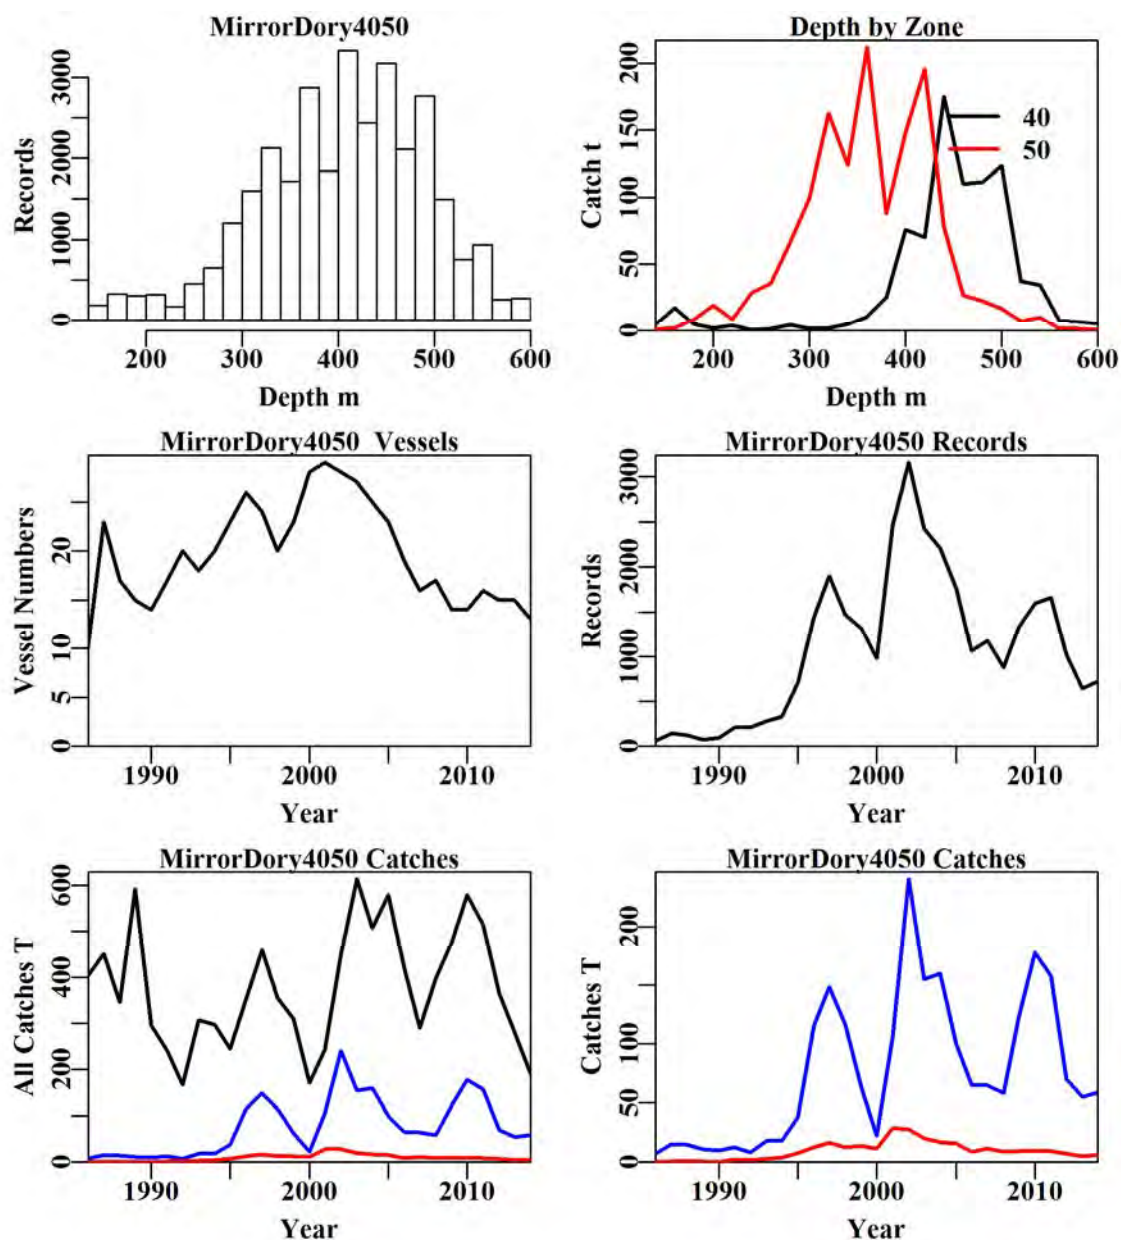 MirrorDory4050
Records
0
1000
2000
3000
200
300
400
500
600
Depth m
Depth by Zone
Catch t
0
50
100
150
200
40
50
200
300
400
500
600
Depth m
MirrorDory4050 Vessels
Vessel Numbers
0
5
10
20
1990
2000
2010
Year
MirrorDory4050 Records
Records
0
1000
2000
3000
1990
2000
2010
Year
MirrorDory4050 Catches
All Catches T
0
200
400
600
1990
2000
2010
Year
MirrorDory4050 Catches
Catches T
0
50
100
200
1990
2000
2010
Year